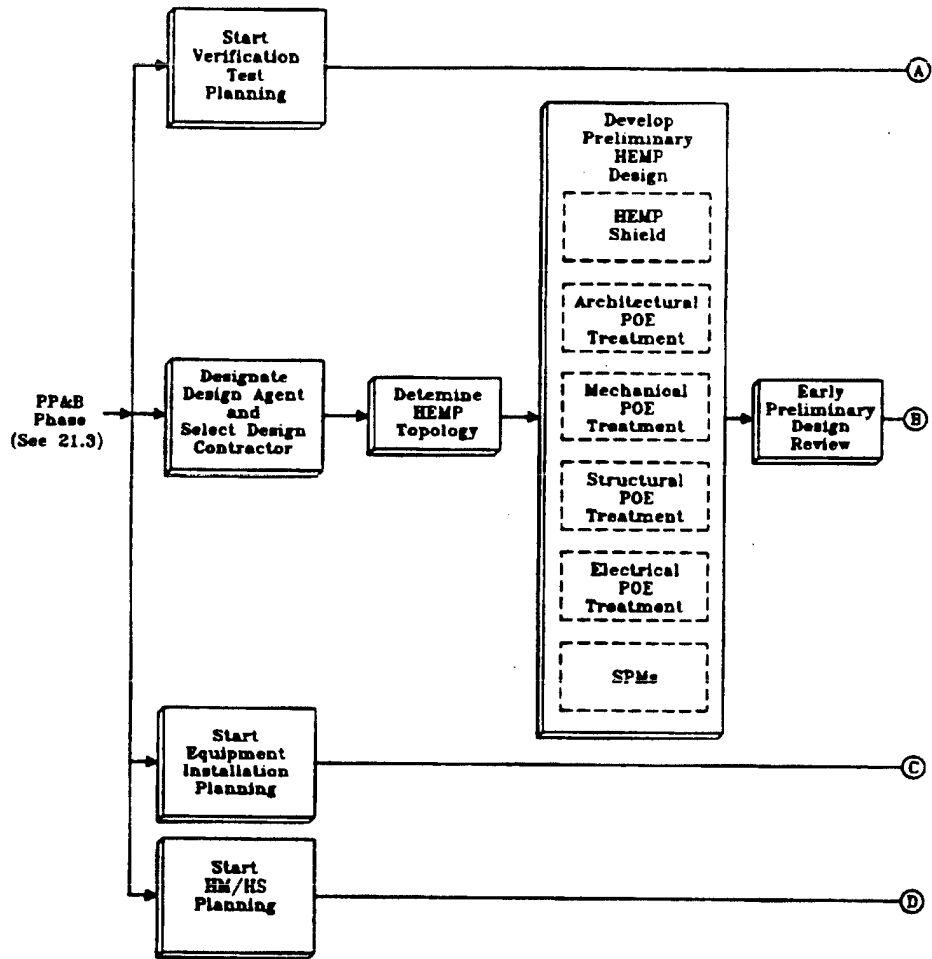 Start
Verification
Test
Planning
A
Develop
Preliminary
HEMP
Design
HEMP
Shield
Architectural
POE
Treatment
PP&B
Phase
(See 21.3)
Designate
Design Agent
and
Select Design
Contractor
Detemine
HEMP
Topology
Mechanical
POE
Treatment
Early
Preliminary
Design
Review
B
Structural
POE
Treatment
Electrical
POE
Treatment
SPMs
Start
Equipment
Installation
Planning
C
Start
HM/HS
Planning
D